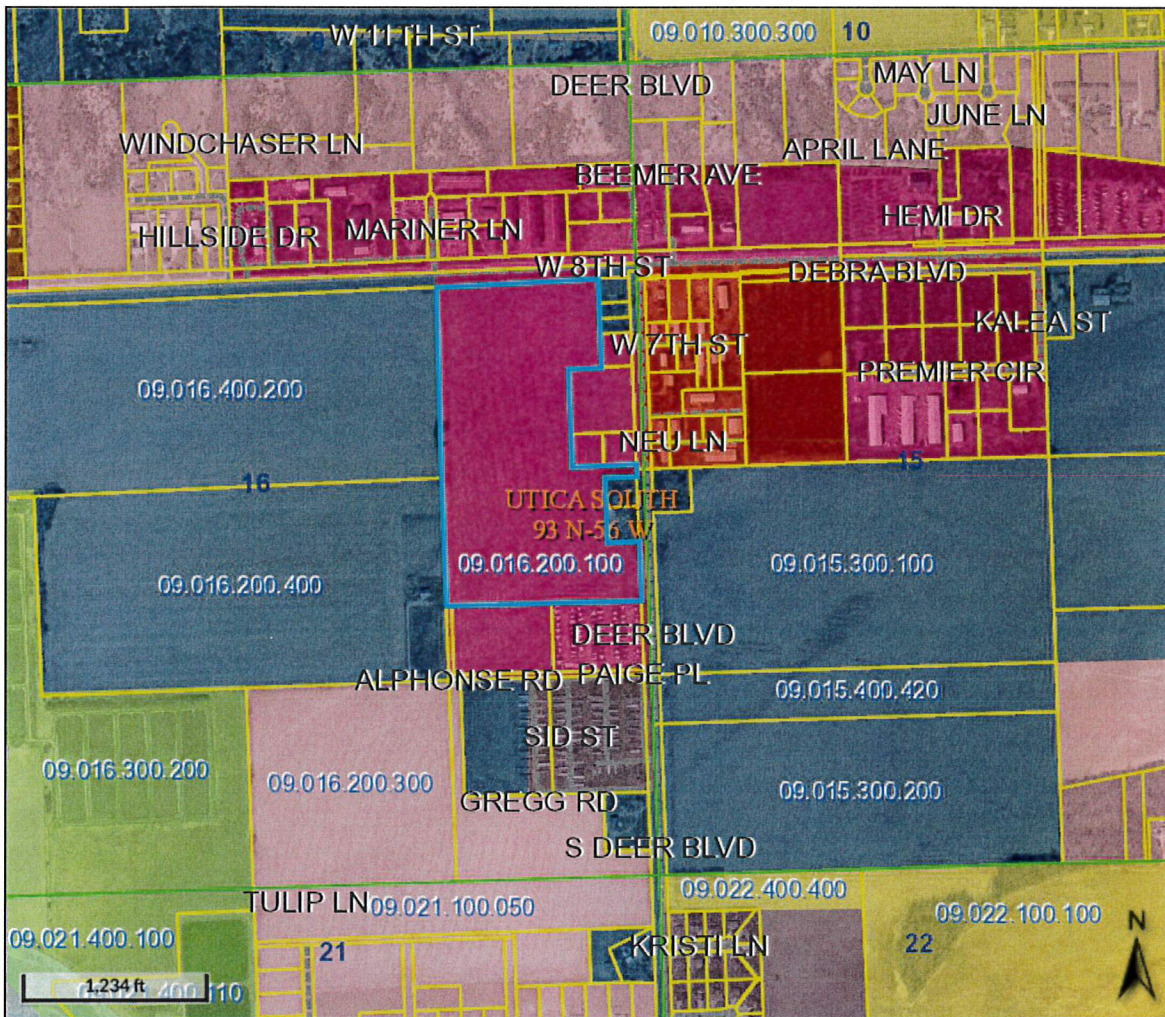 W 11TH ST
09.010.300.300
10
DEER BLVD
MAY LN
JUNE LN
WINDCHASER LN
APRIL LANE
BEEMER AVE
HILLSIDE DR
MARINER LN
HEMI DR
W 8TH ST
DEBRA BLVD
KALEA ST
W 7TH ST
PREMIER CIR
09.016.400.200
NEU LN
15
16
UTICA SOUTH
93 N-56 W
09.016.200.100
09.015.300.100
09.016.200.400
DEER BLVD
ALPHONSE RD
PAIGE PL
09.015.400.420
SID ST
09.016.300.200
09.016.200.300
09.015.300.200
GREGG RD
S DEER BLVD
09.022.400.400
TULIP LN
09.021.100.050
09.022.100.100
09.021.400.100
21
KRISTI LN
22
N
1,234 ft